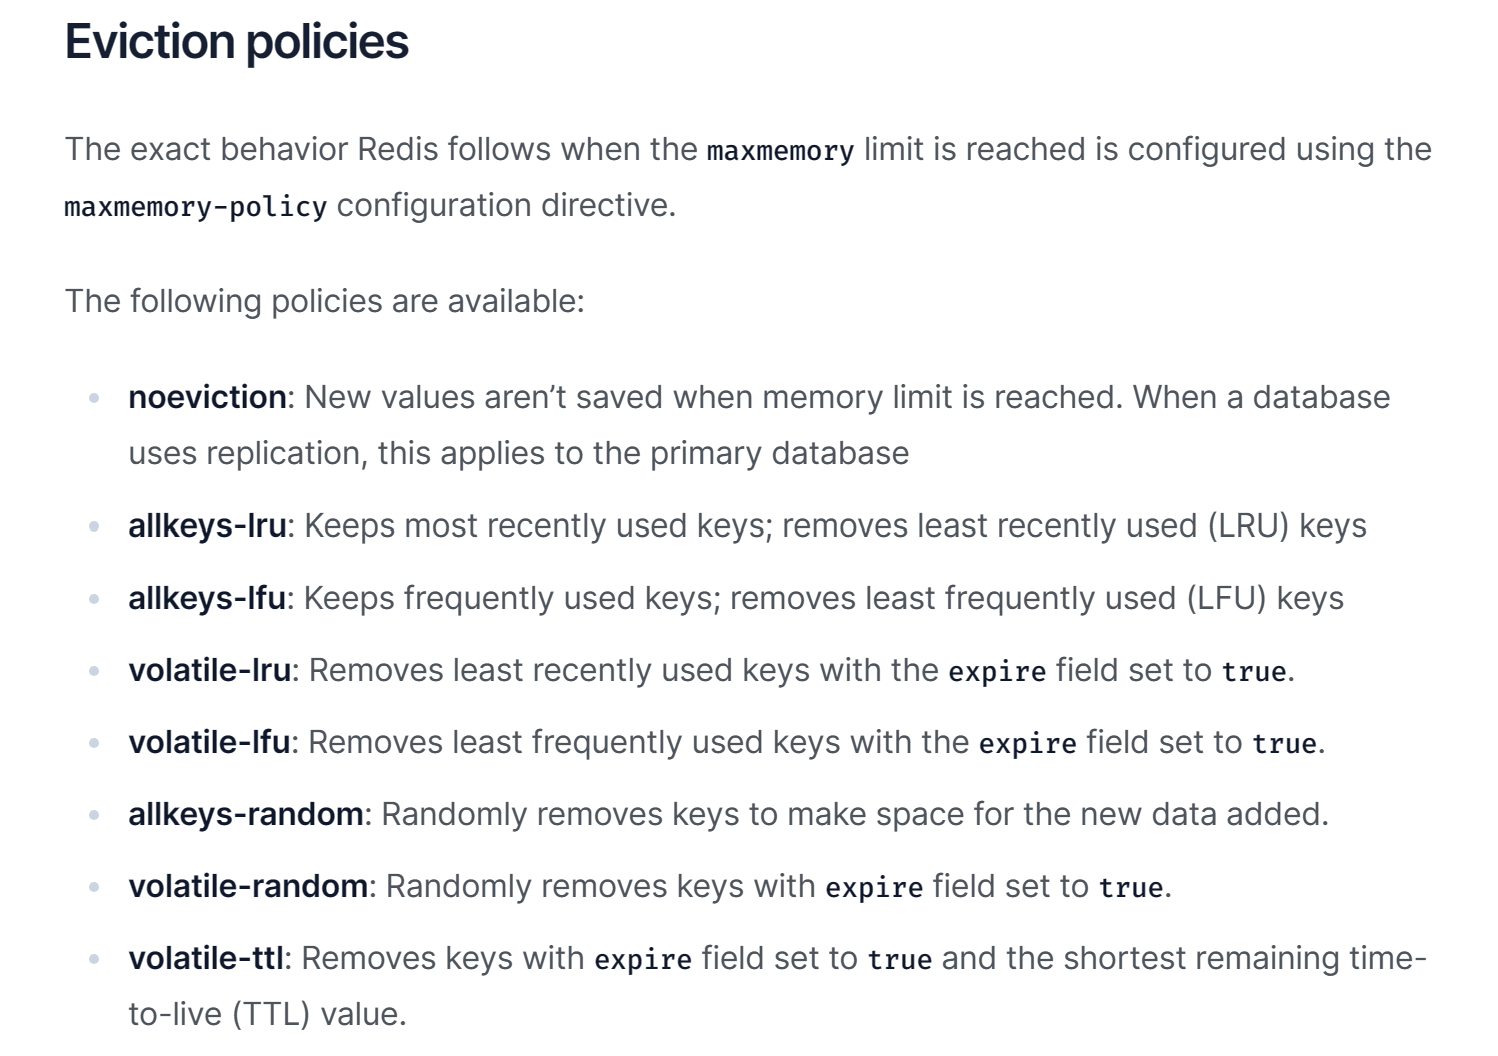 Eviction policies
The exact behavior Redis follows when the maxmemory limit is reached is configured using the
maxmemory-policy configuration directive.
The following policies are available:
noeviction: New values aren’t saved when memory limit is reached. When a database
uses replication, this applies to the primary database
allkeys-lru: Keeps most recently used keys; removes least recently used (LRU) keys
allkeys-lfu: Keeps frequently used keys; removes least frequently used (LFU) keys
volatile-lru: Removes least recently used keys with the expire field set to true.
volatile-lfu: Removes least frequently used keys with the expire field set to true.
allkeys-random: Randomly removes keys to make space for the new data added.
volatile-random: Randomly removes keys with expire field set to true.
volatile-ttl: Removes keys with expire field set to true and the shortest remaining time-
to-live (TTL) value.